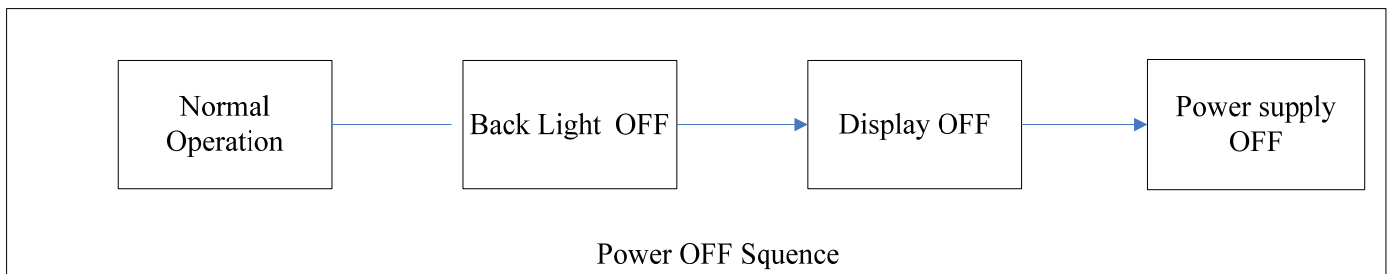 Normal
Operation
Back Light OFF
Display OFF
Power supply
OFF
Power OFF Squence